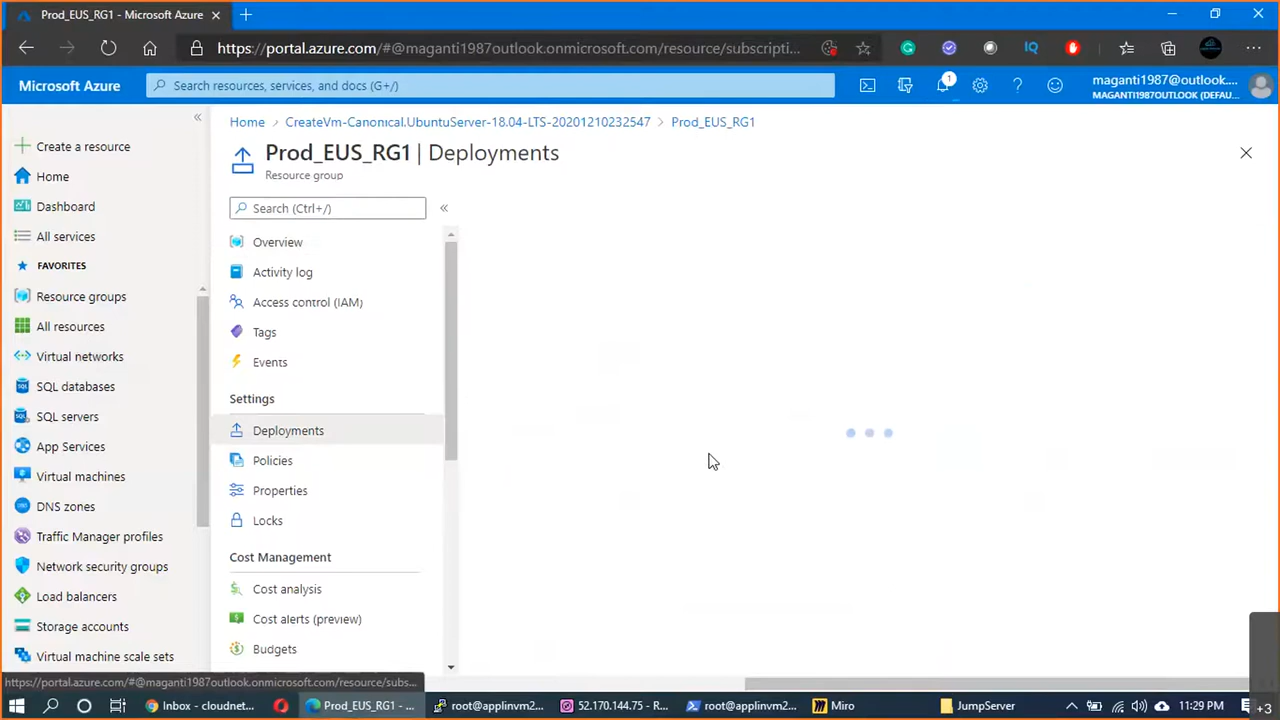 Prod_EUS_RG1 - Microsoft Azure
https://portal.azure.com/#@maganti1987outlook.onmicrosoft.com/resource/subscripti...
IQ
Microsoft Azure
Search resources, services, and docs (G+/)
1
maganti1987@outlook....
MAGANTI1987OUTLOOK (DEFAU...
Home > CreateVm-Canonical.UbuntuServer-18.04-LTS-20201210232547 > Prod_EUS_RG1
Prod_EUS_RG1 | Deployments
Resource group
Create a resource
Home
Dashboard
All services
FAVORITES
Resource groups
All resources
Virtual networks
SQL databases
SQL servers
App Services
Virtual machines
DNS zones
Traffic Manager profiles
Network security groups
Load balancers
Storage accounts
Virtual machine scale sets
Search (Ctrl+/)
Overview
Activity log
Access control (IAM)
Tags
Events
Settings
Deployments
Policies
Properties
Locks
Cost Management
Cost analysis
Cost alerts (preview)
Budgets
https://portal.azure.com/#@maganti1987outlook.onmicrosoft.com/resource/subs...
Inbox - cloudnet...
Prod_EUS_RG1 - ...
root@applinvm2...
52.170.144.75 - R...
root@applinvm2...
Miro
JumpServer
11:29 PM
+3